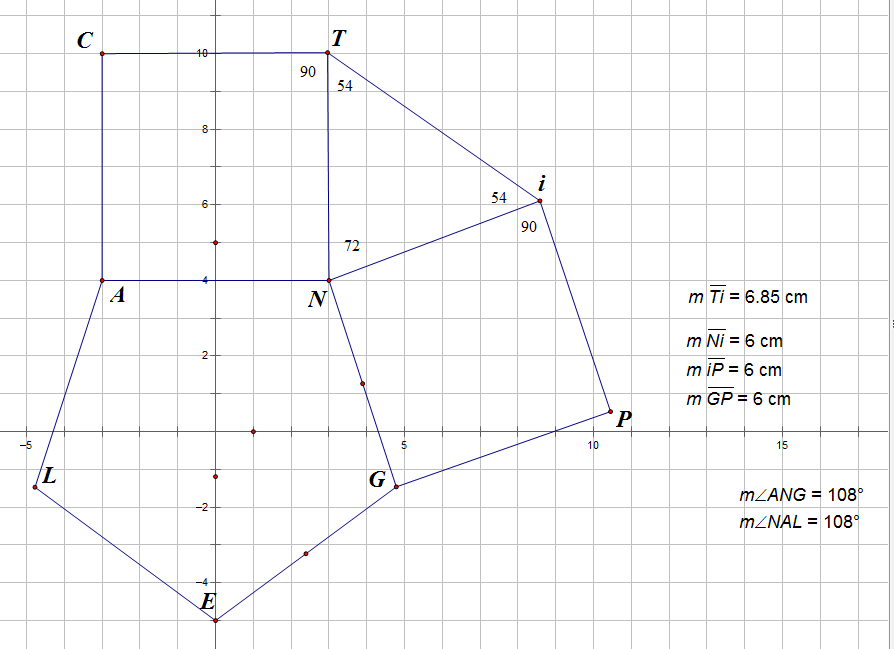 C
T
10
90
54
8
i
54
6
90
72
4
A
N
m Ti = 6.85 cm
m Ni = 6 cm
m iP = 6 cm
m GP = 6 cm
2
P
−5
5
10
15
L
G
m∠ANG = 108°
−2
m∠NAL = 108°
−4
E